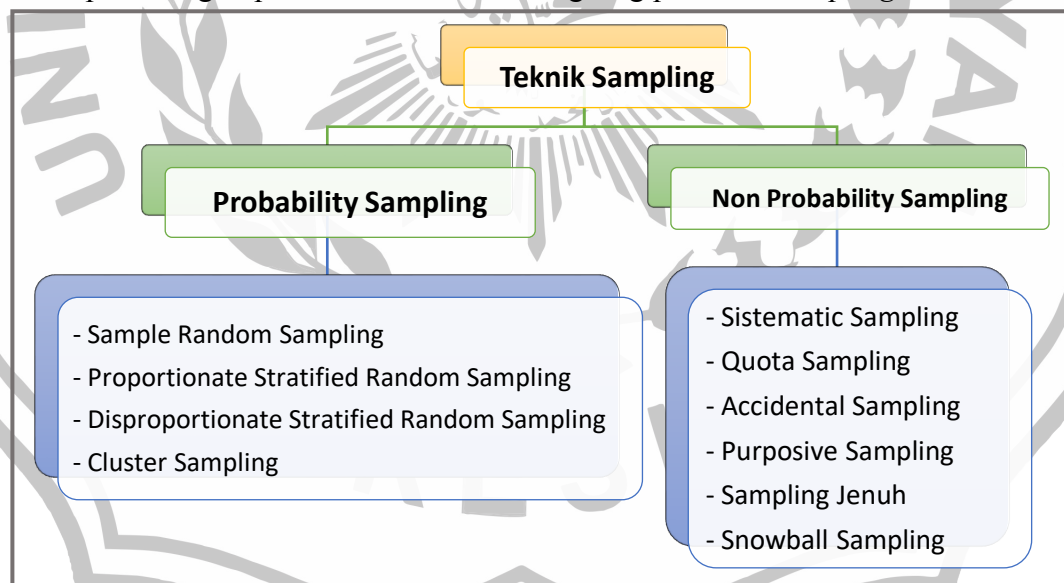 Teknik Sampling
Probability Sampling
Non Probability Sampling
- Sample Random Sampling
- Proportionate Stratified Random Sampling
- Disproportionate Stratified Random Sampling
- Cluster Sampling
- Sistematic Sampling
- Quota Sampling
- Accidental Sampling
- Purposive Sampling
- Sampling Jenuh
- Snowball Sampling